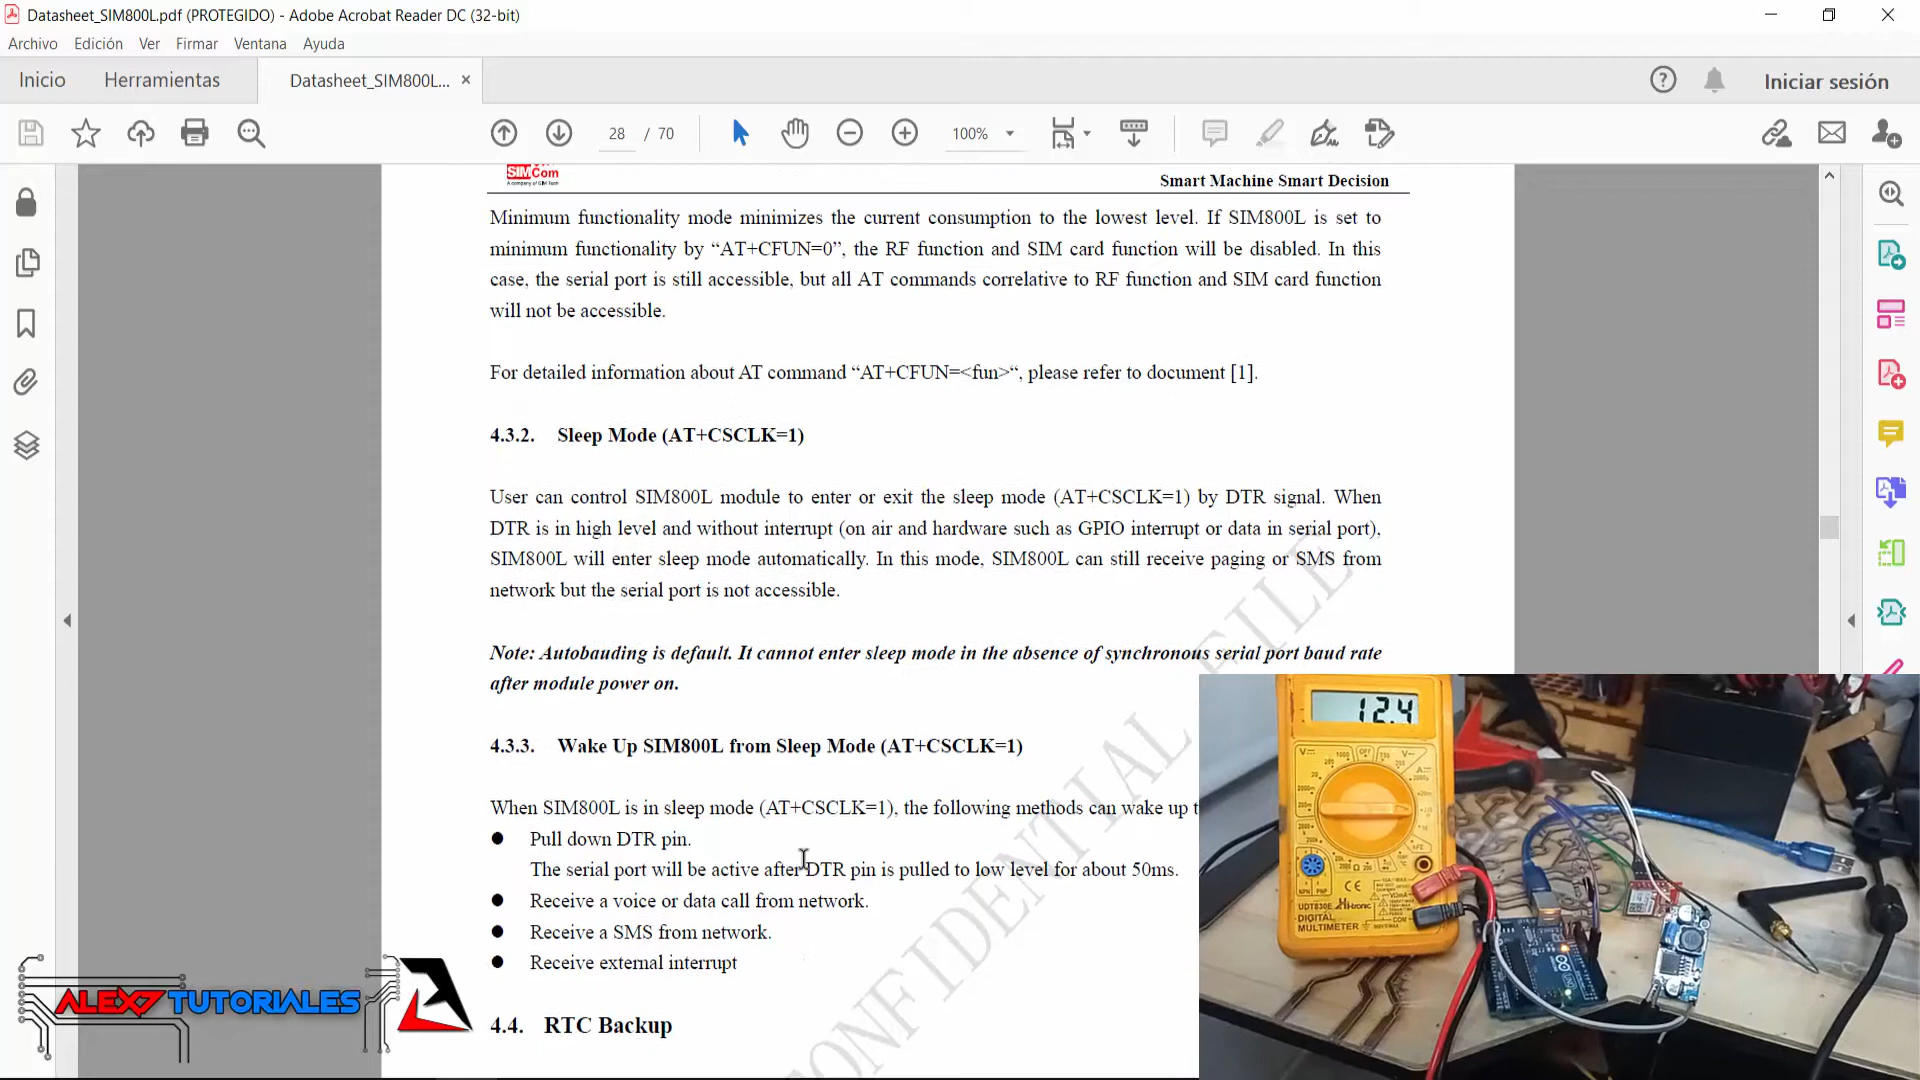 Datasheet_SIM800L.pdf (PROTEGIDO) - Adobe Acrobat Reader DC (32-bit)
Archivo Edición Ver Firmar Ventana Ayuda
Inicio Herramientas Datasheet_SIM800L... × Iniciar sesión
28 / 70 100%
SIMCom Smart Machine Smart Decision
Minimum functionality mode minimizes the current consumption to the lowest level. If SIM800L is set to
minimum functionality by “AT+CFUN=0”, the RF function and SIM card function will be disabled. In this
case, the serial port is still accessible, but all AT commands correlative to RF function and SIM card function
will not be accessible.
For detailed information about AT command “AT+CFUN=<fun>“, please refer to document [1].
4.3.2. Sleep Mode (AT+CSCLK=1)
User can control SIM800L module to enter or exit the sleep mode (AT+CSCLK=1) by DTR signal. When
DTR is in high level and without interrupt (on air and hardware such as GPIO interrupt or data in serial port),
SIM800L will enter sleep mode automatically. In this mode, SIM800L can still receive paging or SMS from
network but the serial port is not accessible.
Note: Autobauding is default. It cannot enter sleep mode in the absence of synchronous serial port baud rate
after module power on.
4.3.3. Wake Up SIM800L from Sleep Mode (AT+CSCLK=1)
When SIM800L is in sleep mode (AT+CSCLK=1), the following methods can wake up t
● Pull down DTR pin.
The serial port will be active after DTR pin is pulled to low level for about 50ms.
● Receive a voice or data call from network.
● Receive a SMS from network.
● Receive external interrupt
4.4. RTC Backup
CONFIDENTIAL FILE
ALEX7 TUTORIALES
12.4
OFF
Hi-tronic
UDT830E
DIGITAL
MULTIMETER
COM